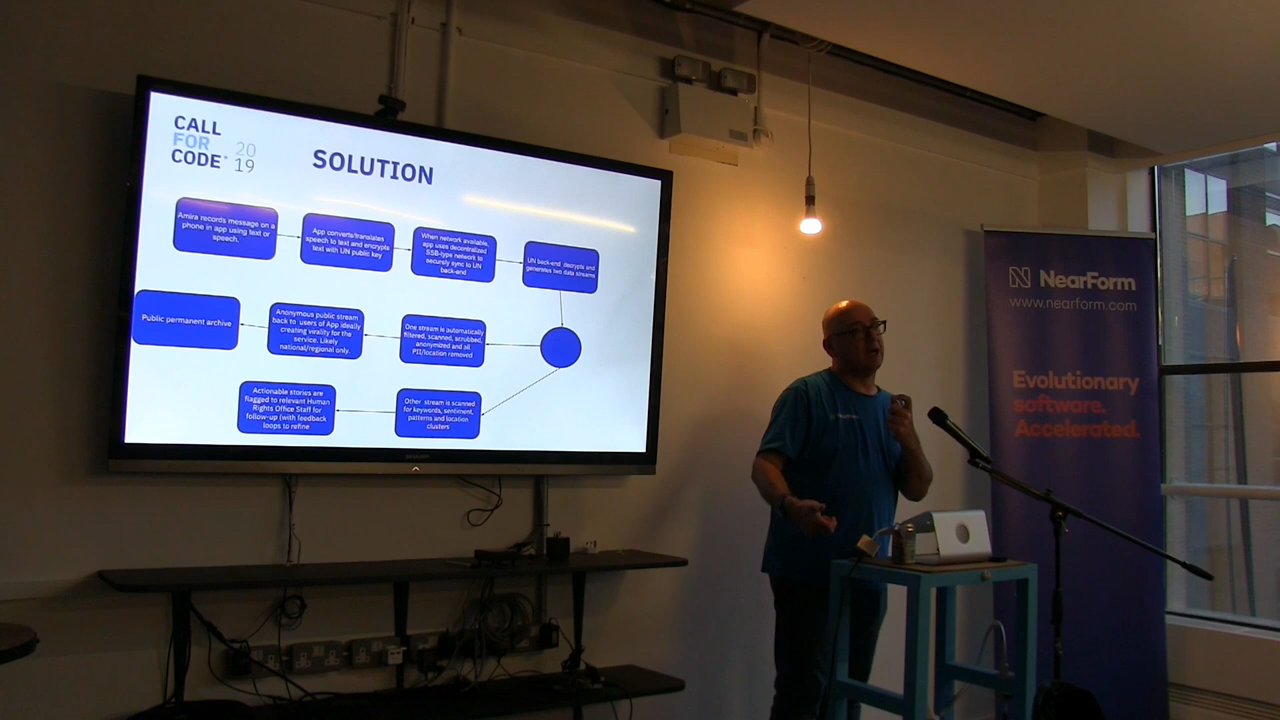 CALL
FOR
CODE 2019
SOLUTION
Amira records message on a
phone in app using text or
speech.
App converts/translates
speech to text and encrypts
text with UN public key
When network available,
app uses decentralized
SSB-type network to
securely sync to UN
back-end
UN back-end decrypts and
generates two data streams
Public permanent archive
Anonymous public stream
back to users of App ideally
creating virality for the
service. Likely
national/regional only.
One stream is automatically
filtered, scanned, scrubbed,
anonymized and all
PII/location removed
Actionable stories are
flagged to relevant Human
Rights Office Staff for
follow-up (with feedback
loops to refine
Other stream is scanned
for keywords, sentiment,
patterns and location
clusters
NearForm
www.nearform.com
Evolutionary
software.
Accelerated.